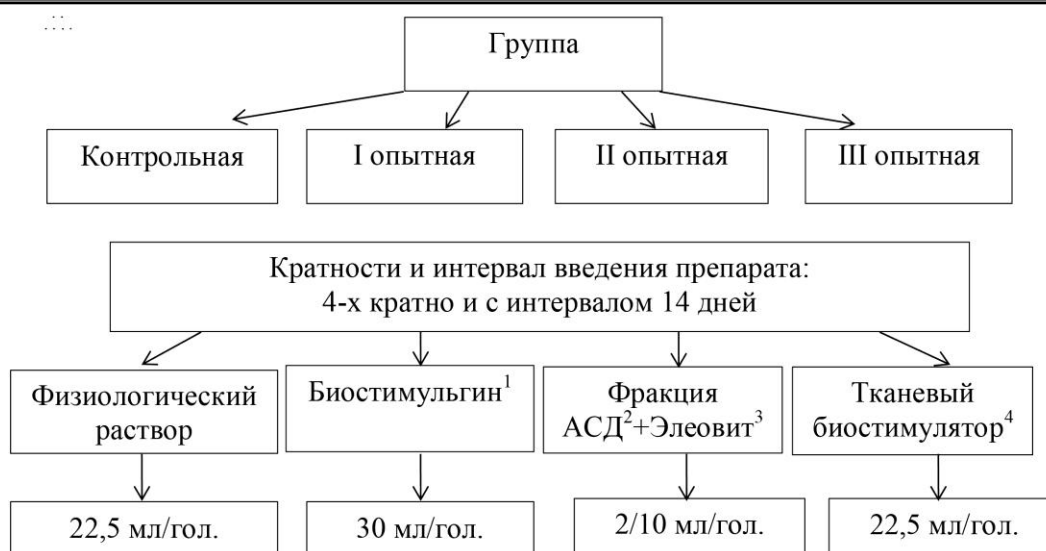 Группа
Контрольная
I опытная
II опытная
III опытная
Кратности и интервал введения препарата:
4-х кратно и с интервалом 14 дней
Физиологический
раствор
Биостимульгин¹
Фракция
АСД²+Элеовит³
Тканевый
биостимулятор⁴
22,5 мл/гол.
30 мл/гол.
2/10 мл/гол.
22,5 мл/гол.